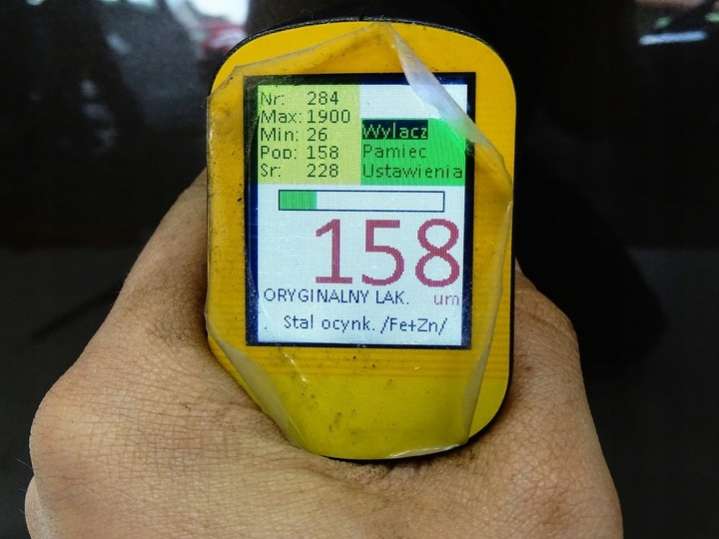 Nr: 284
Max: 1900
Min: 26
Pop: 158
Sr: 228
Wylacz
Pamiec
Ustawienia
158
ORYGINALNY LAK. um
Stal ocynk. /Fe+Zn/